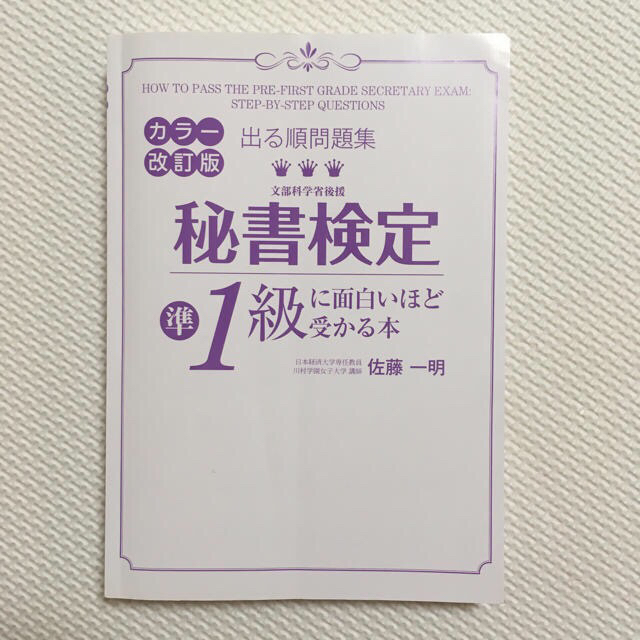 HOW TO PASS THE PRE-FIRST GRADE SECRETARY EXAM:
STEP-BY-STEP QUESTIONS
カラー
改訂版
出る順問題集
文部科学省後援
秘書検定
準1級に面白いほど
受かる本
日本経済大学専任教員
川村学園女子大学 講師
佐藤 一明